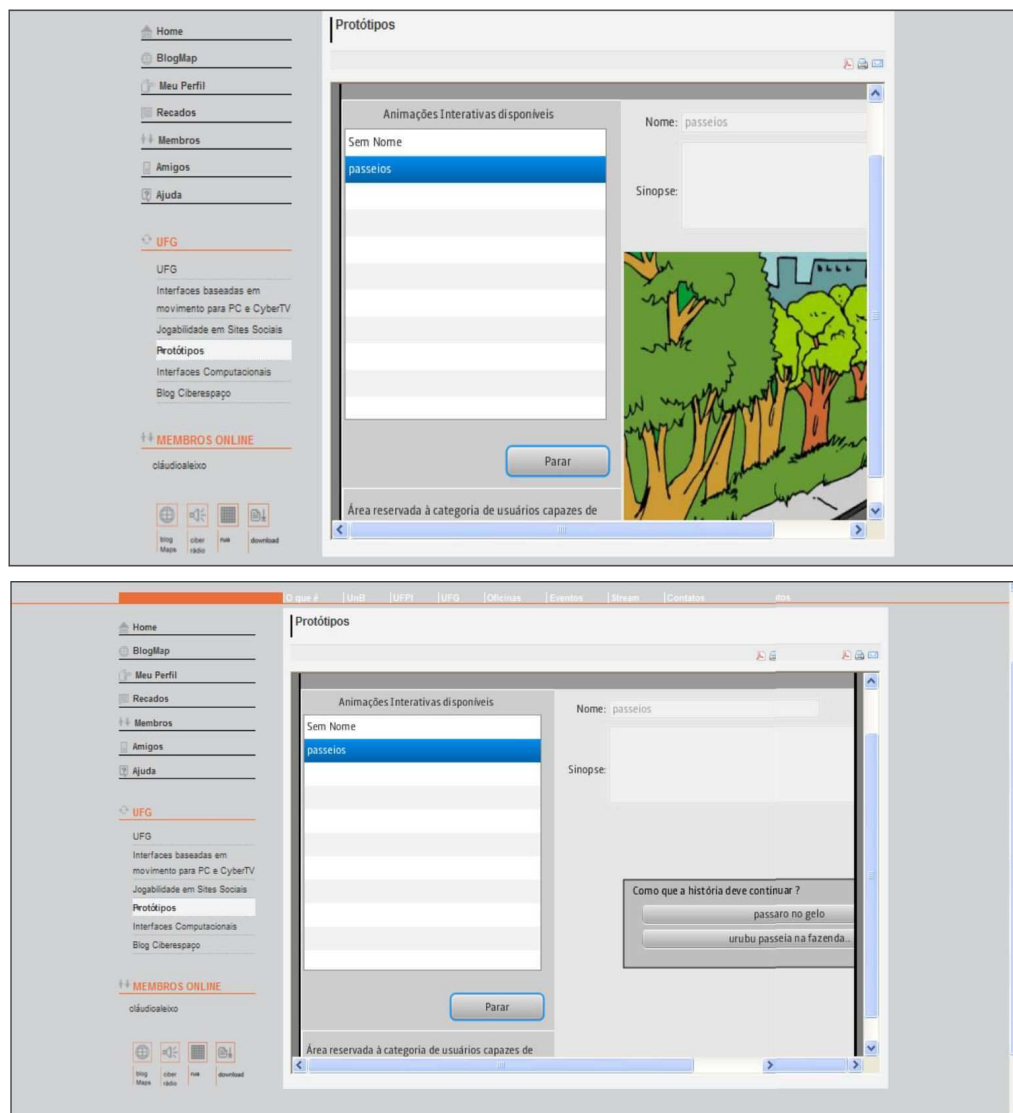 Home
BlogMap
Meu Perfil
Recados
Membros
Amigos
Ajuda
UFG
UFG
Interfaces baseadas em
movimento para PC e CyberTV
Jogabilidade em Sites Sociais
Protótipos
Interfaces Computacionais
Blog Ciberespaço
MEMBROS ONLINE
cláudioaleixo
blog
Maps
ciber
rádio
rua
download
Protótipos
Animações Interativas disponíveis
Sem Nome
passeios
Parar
Área reservada à categoria de usuários capazes de
Nome: passeios
Sinopse:
O que é |UnB |UFPI |UFG |Oficinas |Eventos |Stream |Contatos
Home
BlogMap
Meu Perfil
Recados
Membros
Amigos
Ajuda
UFG
UFG
Interfaces baseadas em
movimento para PC e CyberTV
Jogabilidade em Sites Sociais
Protótipos
Interfaces Computacionais
Blog Ciberespaço
MEMBROS ONLINE
cláudioaleixo
blog
Maps
ciber
rádio
rua
download
Protótipos
Animações Interativas disponíveis
Sem Nome
passeios
Parar
Área reservada à categoria de usuários capazes de
Nome: passeios
Sinopse:
Como que a história deve continuar ?
passaro no gelo
urubu passeia na fazenda..